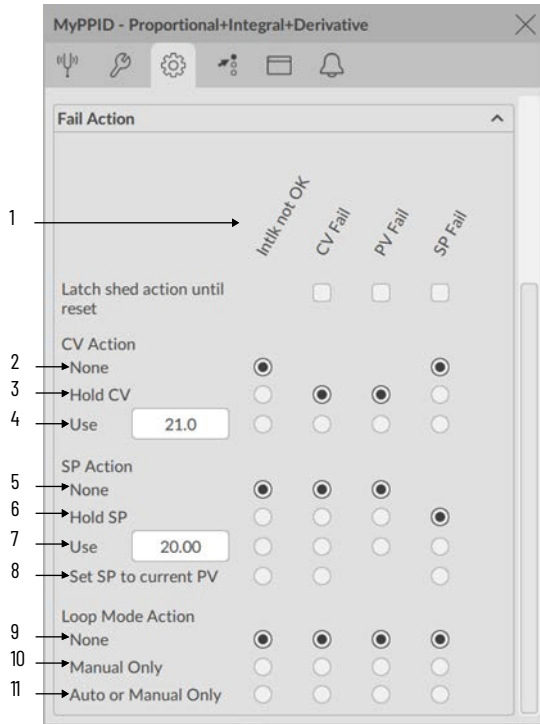 MyPPID - Proportional+Integral+Derivative
Fail Action
1
Intlk not OK
CV Fail
PV Fail
SP Fail
Latch shed action until
reset
CV Action
2 None
3 Hold CV
4 Use 21.0
SP Action
5 None
6 Hold SP
7 Use 20.00
8 Set SP to current PV
Loop Mode Action
9 None
10 Manual Only
11 Auto or Manual Only